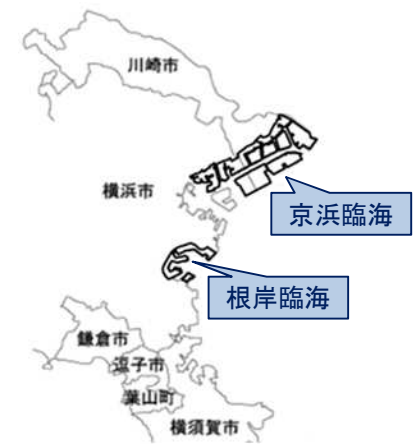 川崎市
横浜市
京浜臨海
根岸臨海
鎌倉市
逗子市
葉山町
横須賀市